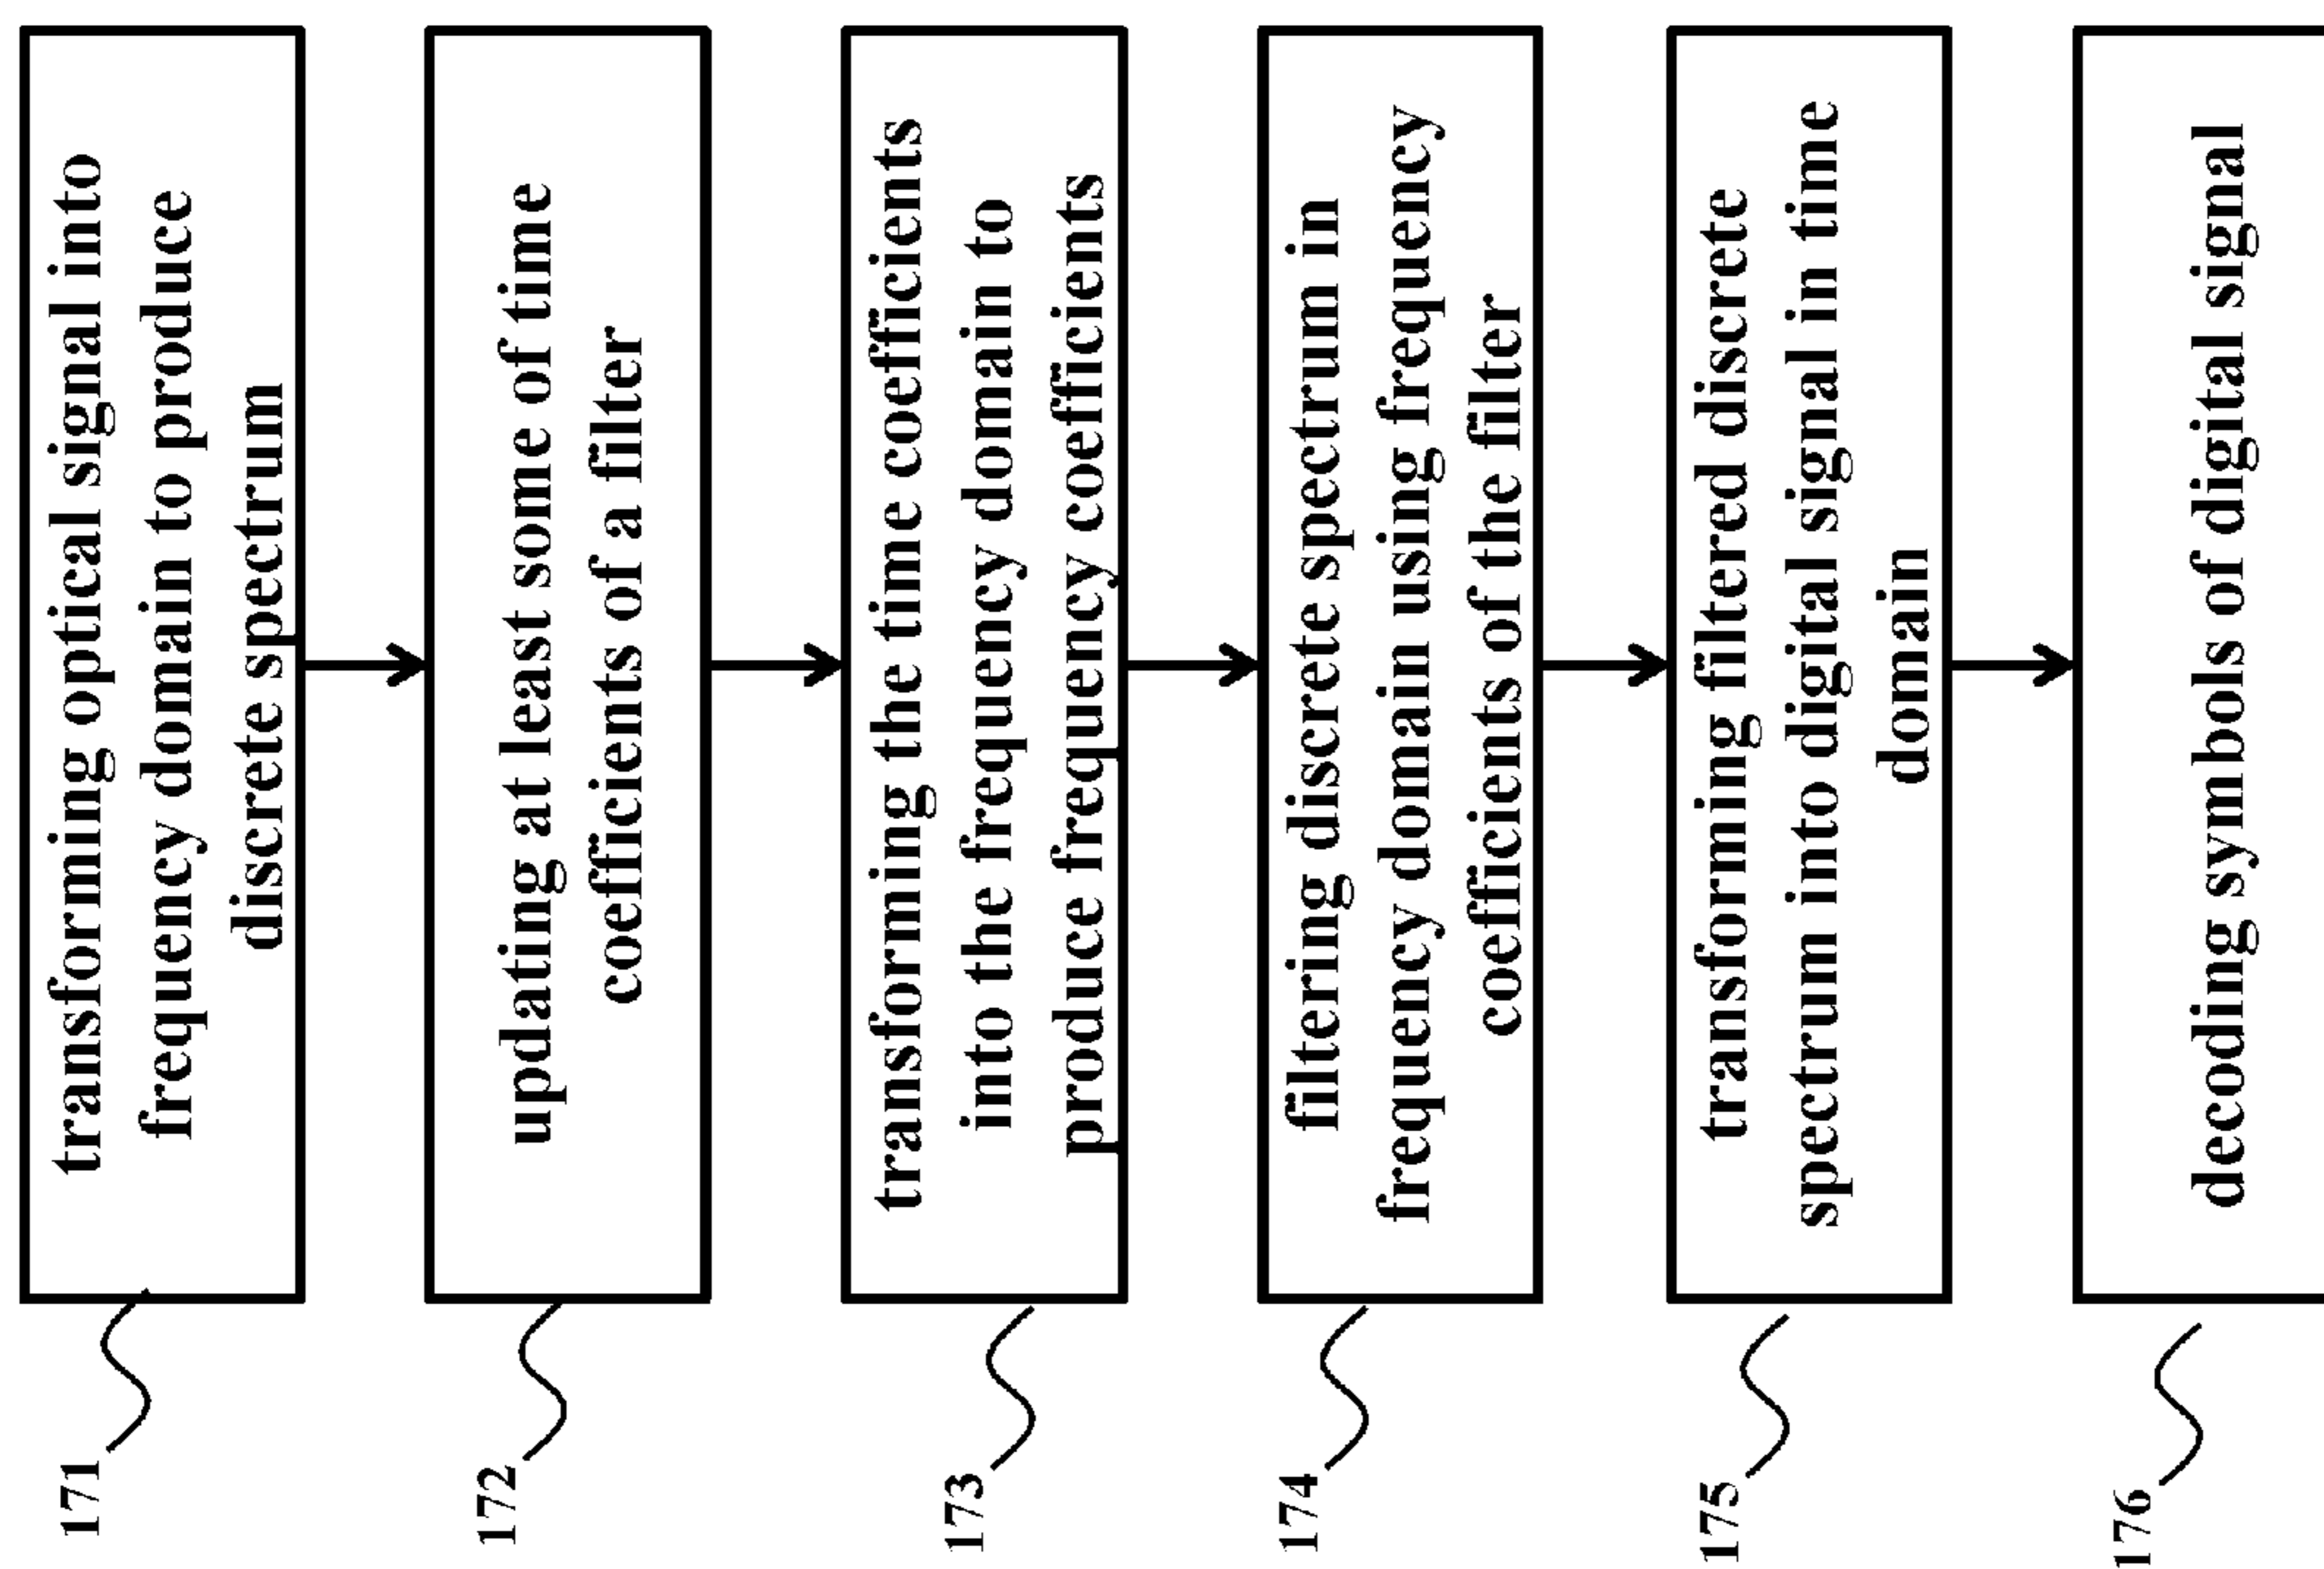 171
transforming optical signal into
frequency domain to produce
discrete spectrum
172
updating at least some of time
coefficients of a filter
173
transforming the time coefficients
into the frequency domain to
produce frequency coefficients
174
filtering discrete spectrum in
frequency domain using frequency
coefficients of the filter
175
transforming filtered discrete
spectrum into digital signal in time
domain
176
decoding symbols of digital signal